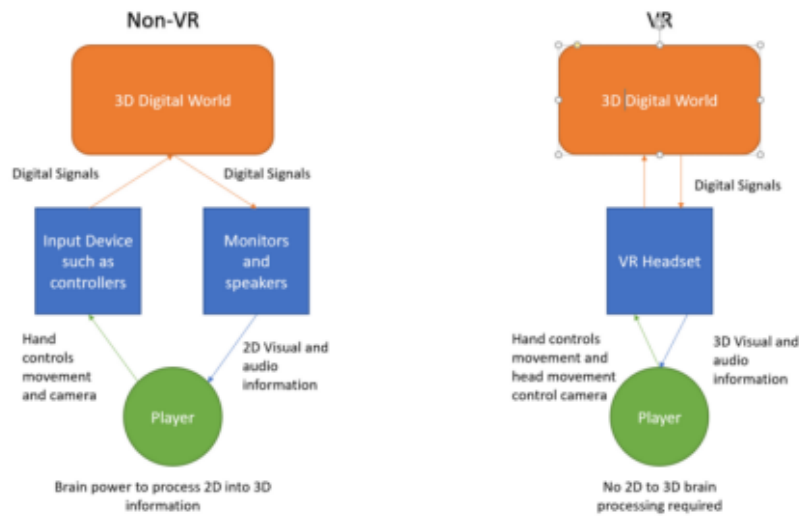 Non-VR
3D Digital World
Digital Signals
Digital Signals
Input Device
such as
controllers
Monitors
and
speakers
Hand
controls
movement
and camera
2D Visual and
audio
information
Player
Brain power to process 2D into 3D
information
VR
3D Digital World
Digital Signals
VR Headset
Hand controls
movement and
head movement
control camera
3D Visual and
audio
information
Player
No 2D to 3D brain
processing required